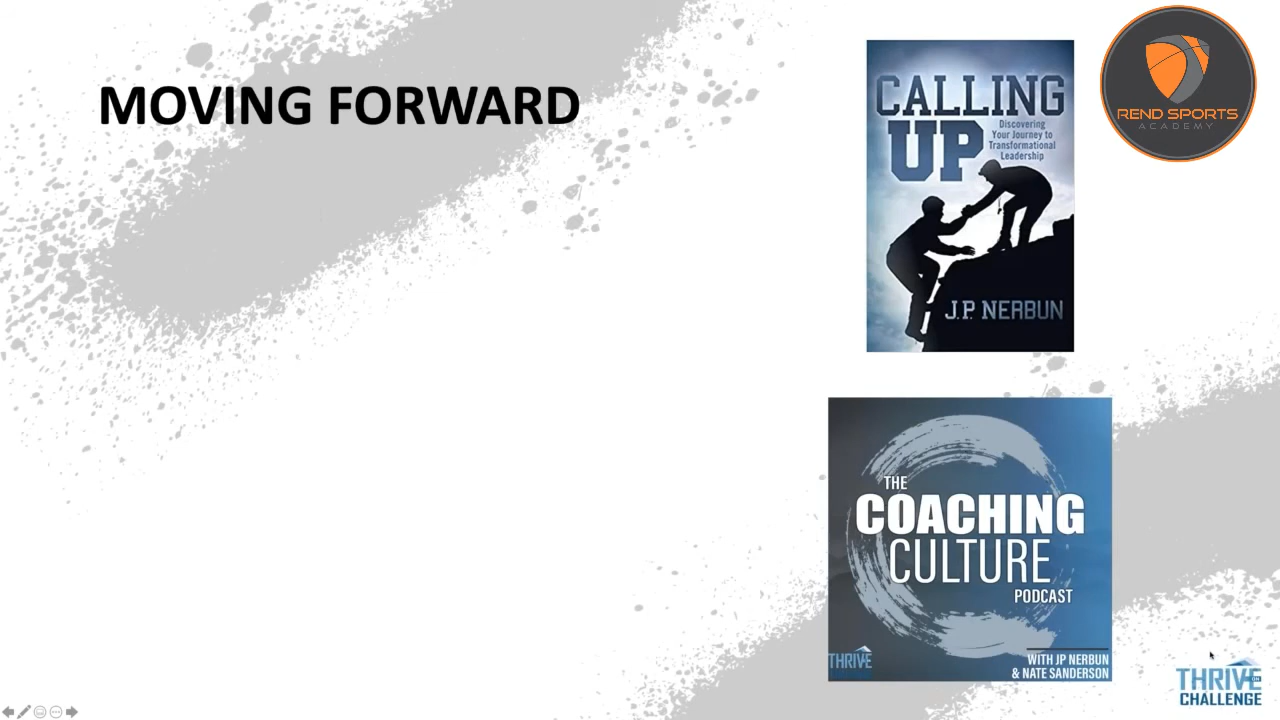 MOVING FORWARD
CALLING
UP
Discovering
Your Journey to
Transformational
Leadership
J.P. NERBUN
REND SPORTS
ACADEMY
THE
COACHING
CULTURE
PODCAST
THRIVE
WITH JP NERBUN
& NATE SANDERSON
THRIVE ON
CHALLENGE